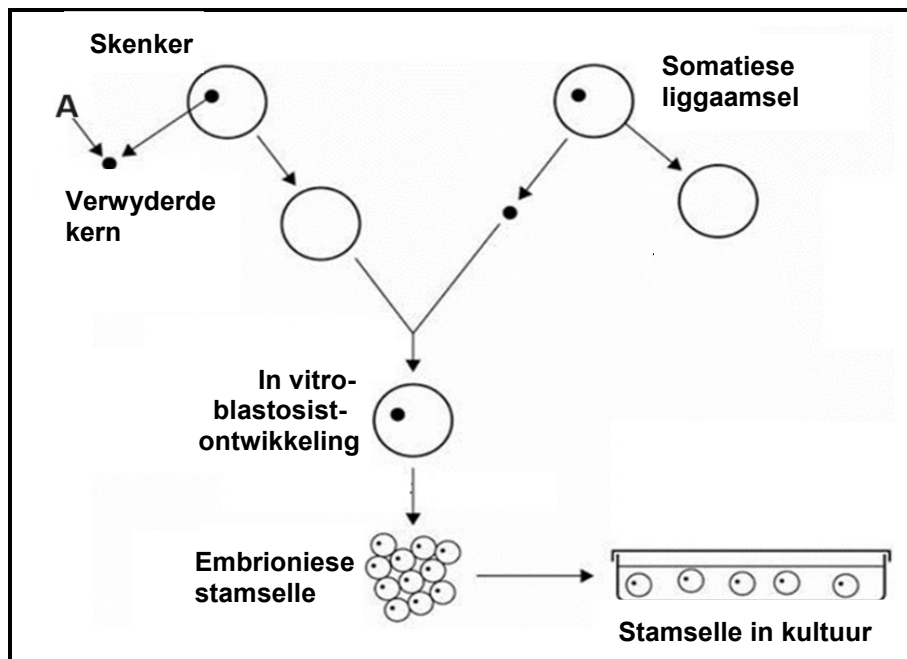 Skenker
Somatiese
liggaamsel
A
Verwyderde
kern
In vitro-
blastosist-
ontwikkeling
Embrioniese
stamselle
Stamselle in kultuur